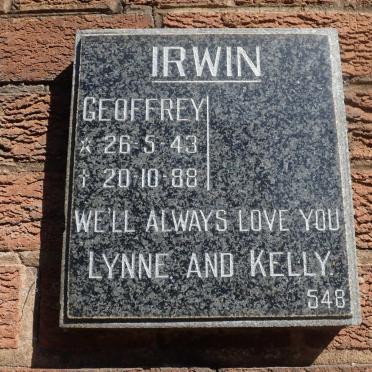 IRWIN
GEOFFREY
* 26-5-43
† 20-10-88
WE'LL ALWAYS LOVE YOU
LYNNE AND KELLY.
548